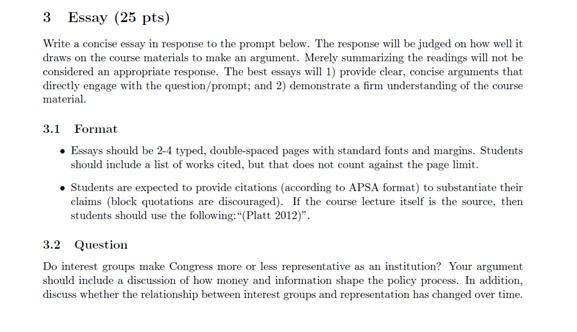 3 Essay (25 pts)
Write a concise essay in response to the prompt below. The response will be judged on how well it
draws on the course materials to make an argument. Merely summarizing the readings will not be
considered an appropriate response. The best essays will 1) provide clear, concise arguments that
directly engage with the question/prompt; and 2) demonstrate a firm understanding of the course
material.
3.1 Format
• Essays should be 2-4 typed, double-spaced pages with standard fonts and margins. Students
should include a list of works cited, but that does not count against the page limit.
• Students are expected to provide citations (according to APSA format) to substantiate their
claims (block quotations are discouraged). If the course lecture itself is the source, then
students should use the following:“(Platt 2012)”.
3.2 Question
Do interest groups make Congress more or less representative as an institution? Your argument
should include a discussion of how money and information shape the policy process. In addition,
discuss whether the relationship between interest groups and representation has changed over time.